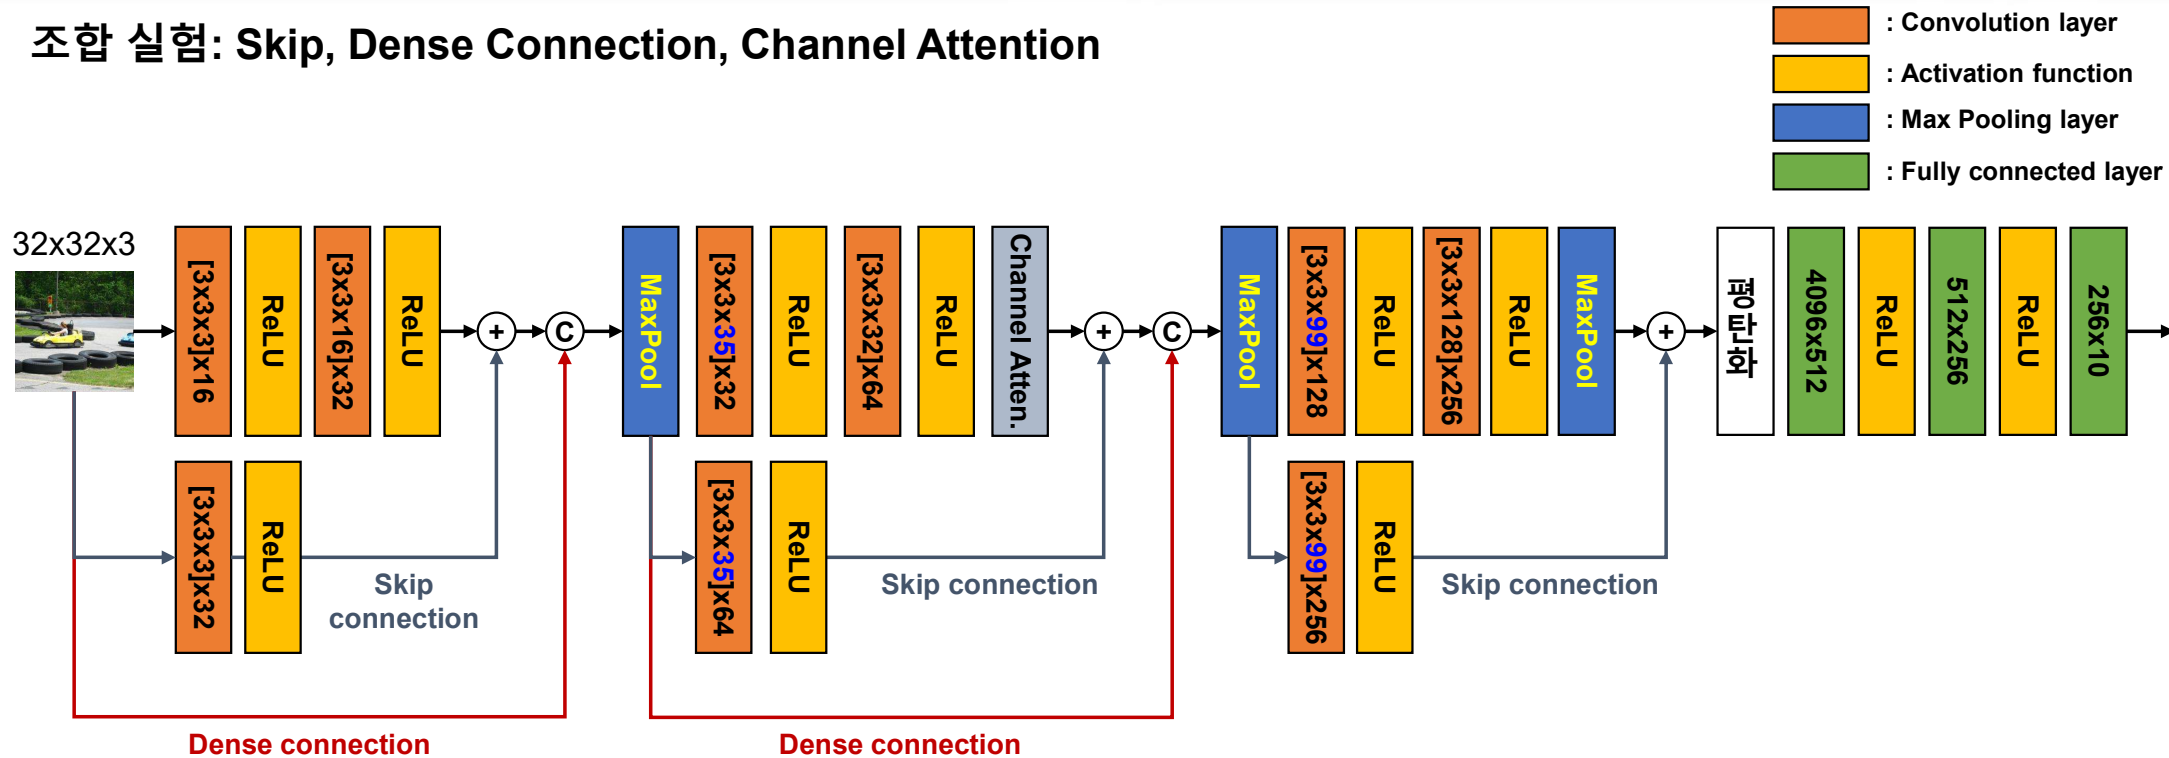 조합 실험: Skip, Dense Connection, Channel Attention
: Convolution layer
: Activation function
: Max Pooling layer
: Fully connected layer
32x32x3
[3x3x3]x16
ReLU
[3x3x16]x32
ReLU
+
C
MaxPool
[3x3x35]x32
ReLU
[3x3x32]x64
ReLU
Channel Atten.
+
C
MaxPool
[3x3x99]x128
ReLU
[3x3x128]x256
ReLU
MaxPool
+
평탄화
4096x512
ReLU
512x256
ReLU
256x10
[3x3x3]x32
ReLU
Skip
connection
[3x3x35]x64
ReLU
Skip connection
[3x3x99]x256
ReLU
Skip connection
Dense connection
Dense connection